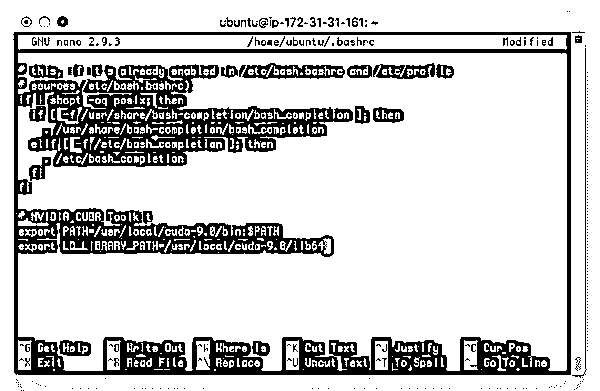 ubuntu@ip-172-31-31-161: ~
GNU nano 2.9.3 /home/ubuntu/.bashrc Modified
# this, if it's already enabled in /etc/bash.bashrc and /etc/profile
# sources /etc/bash.bashrc)
if ! shopt -oq posix; then
if [ -f /usr/share/bash-completion/bash_completion ]; then
. /usr/share/bash-completion/bash_completion
elif [ -f /etc/bash_completion ]; then
. /etc/bash_completion
fi
fi
# NVIDIA CUDA Toolkit
export PATH=/usr/local/cuda-9.0/bin:$PATH
export LD_LIBRARY_PATH=/usr/local/cuda-9.0/lib64
^G Get Help ^O Write Out ^W Where Is ^K Cut Text ^J Justify ^C Cur Pos
^X Exit ^R Read File ^\ Replace ^U Uncut Text ^T To Spell ^_ Go To Line